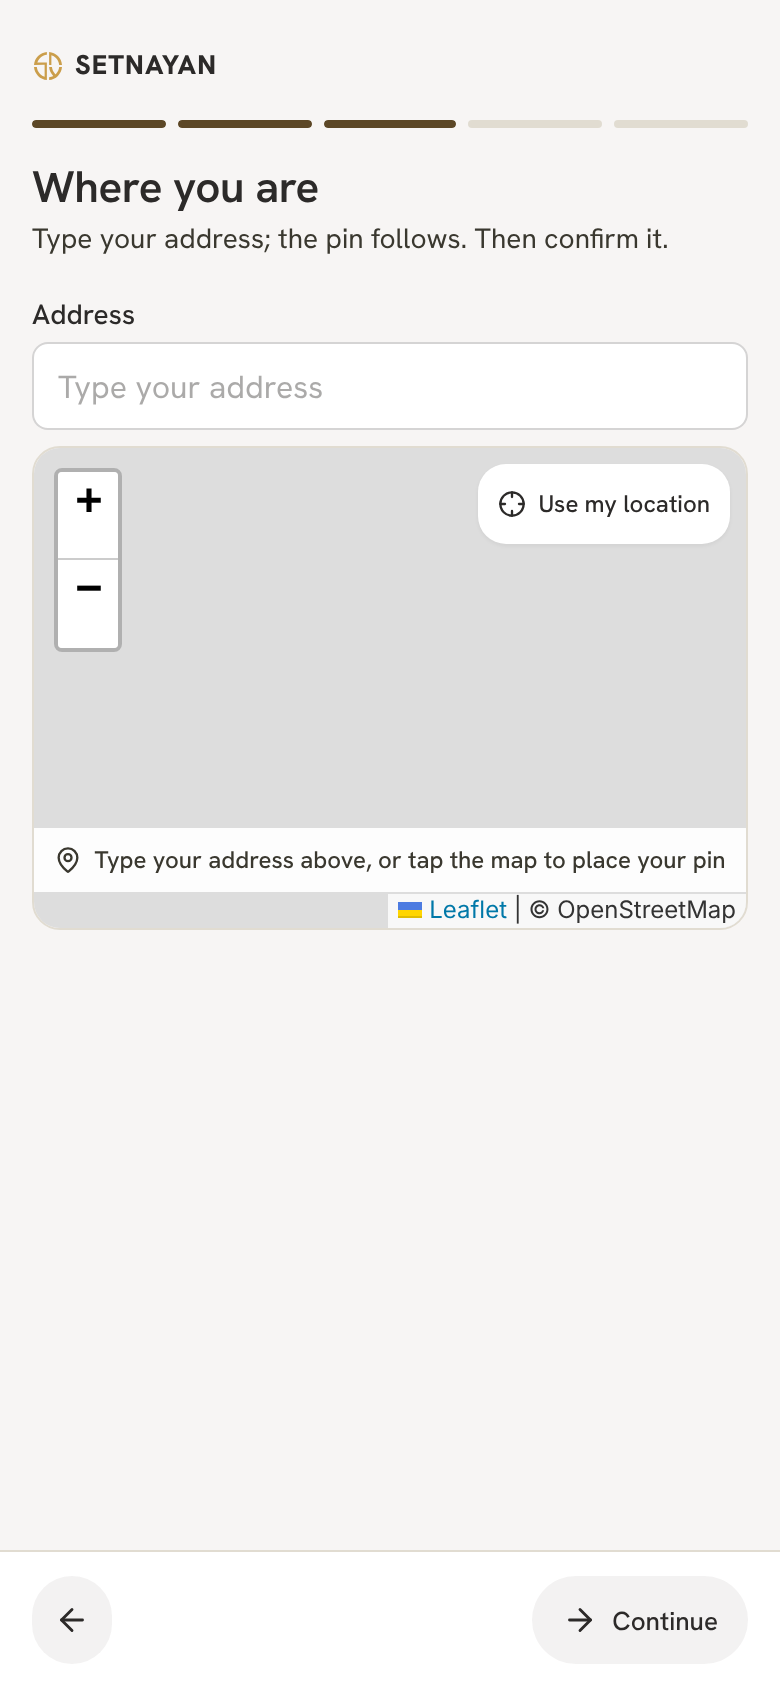 SETNAYAN
Where you are
Type your address; the pin follows. Then confirm it.
Address
Type your address
+
Use my location
−
Type your address above, or tap the map to place your pin
Leaflet | © OpenStreetMap
Continue